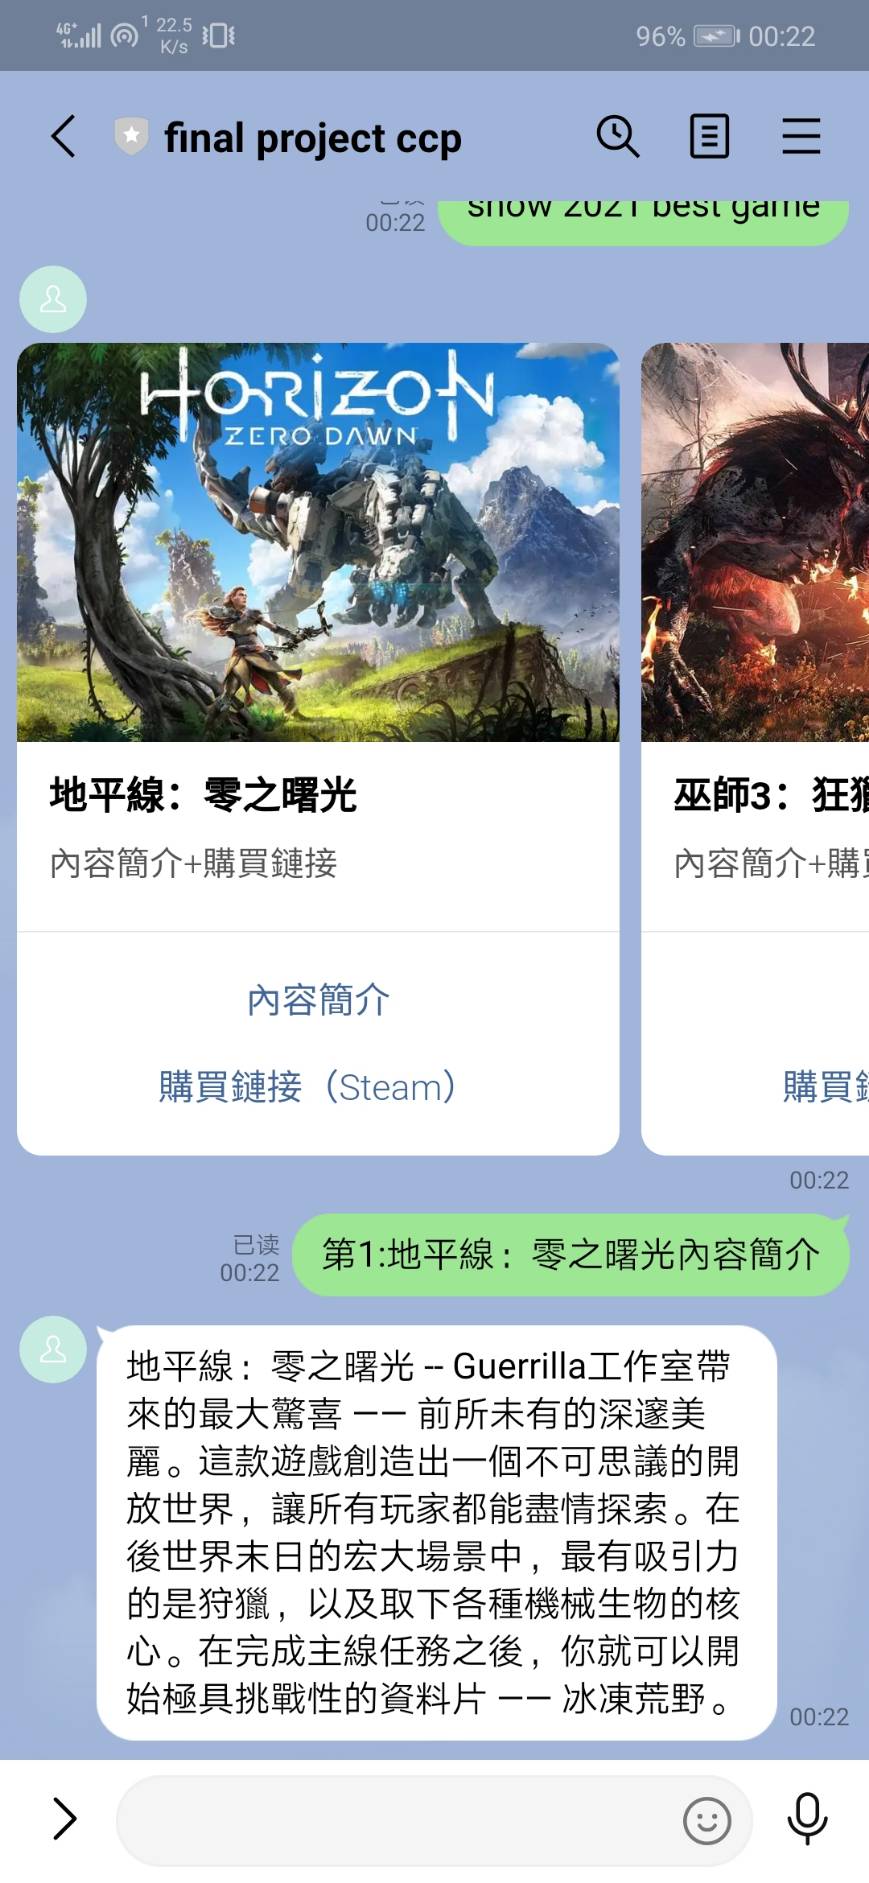 4G+ 1 22.5 K/s 96% 00:22
final project ccp
show 2021 best game
已读
00:22
HORIZON
ZERO DAWN
地平線：零之曙光
內容簡介+購買鏈接
內容簡介
購買鏈接（Steam）
巫師3：狂獵
內容簡介+購買
購買鏈
00:22
已读
00:22
第1:地平線：零之曙光內容簡介
地平線：零之曙光 -- Guerrilla工作室帶
來的最大驚喜 —— 前所未有的深邃美
麗。這款遊戲創造出一個不可思議的開
放世界，讓所有玩家都能盡情探索。在
後世界末日的宏大場景中，最有吸引力
的是狩獵，以及取下各種機械生物的核
心。在完成主線任務之後，你就可以開
始極具挑戰性的資料片 —— 冰凍荒野。
00:22